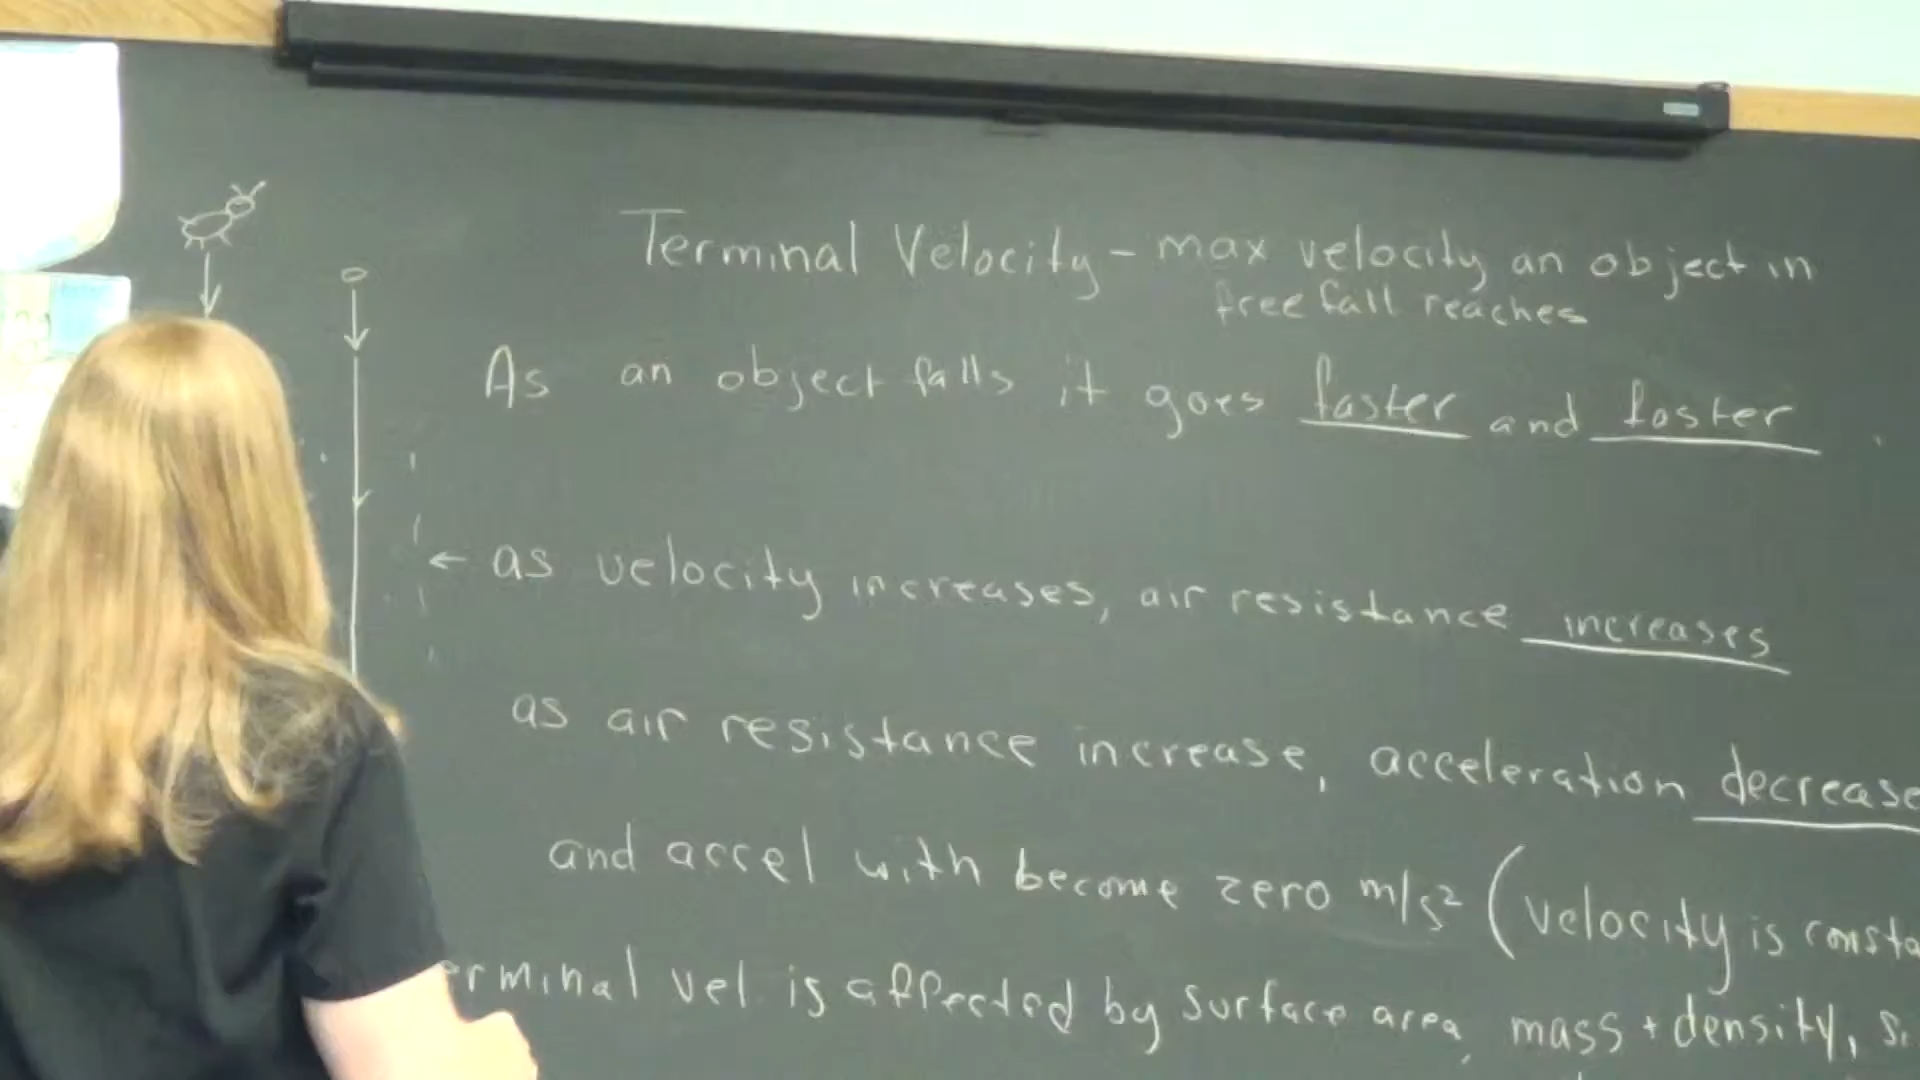 Terminal Velocity - max velocity an object in
free fall reaches
As an object falls it goes faster and faster.
← as velocity increases, air resistance increases
as air resistance increase, acceleration decrease
and accel with become zero m/s² (velocity is consta
erminal vel is affected by surface area, mass + density,